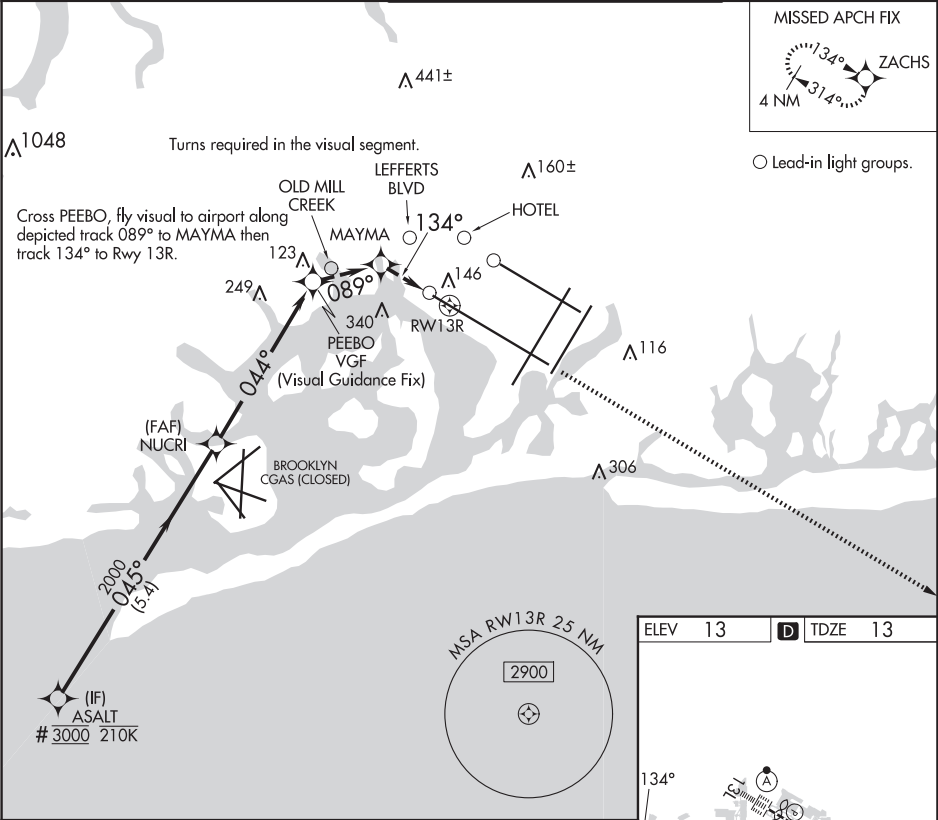 MISSED APCH FIX
134°
ZACHS
4 NM
314°
441±
1048
Turns required in the visual segment.
160±
Lead-in light groups.
LEFFERTS
BLVD
OLD MILL
CREEK
HOTEL
Cross PEEBO, fly visual to airport along
depicted track 089° to MAYMA then
track 134° to Rwy 13R.
MAYMA
134°
123
249
089°
146
340
RW13R
PEEBO
VGF
(Visual Guidance Fix)
116
044°
(FAF)
NUCRI
BROOKLYN
CGAS (CLOSED)
306
2000
045°
(5.4)
(IF)
ASALT
# 3000 210K
MSA RW13R 25 NM
2900
ELEV 13
D
TDZE 13
134°
A
13L
P